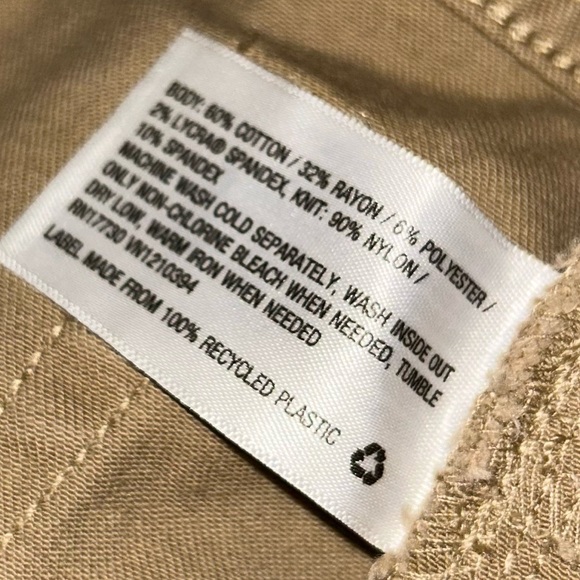 BODY: 60% COTTON / 32% RAYON / 6% POLYESTER /
2% LYCRA® SPANDEX, KNIT: 90% NYLON /
10% SPANDEX
MACHINE WASH COLD SEPARATELY. WASH INSIDE OUT
ONLY NON-CHLORINE BLEACH WHEN NEEDED, TUMBLE
DRY LOW, WARM IRON WHEN NEEDED
RN17730 VN1210394
LABEL MADE FROM 100% RECYCLED PLASTIC